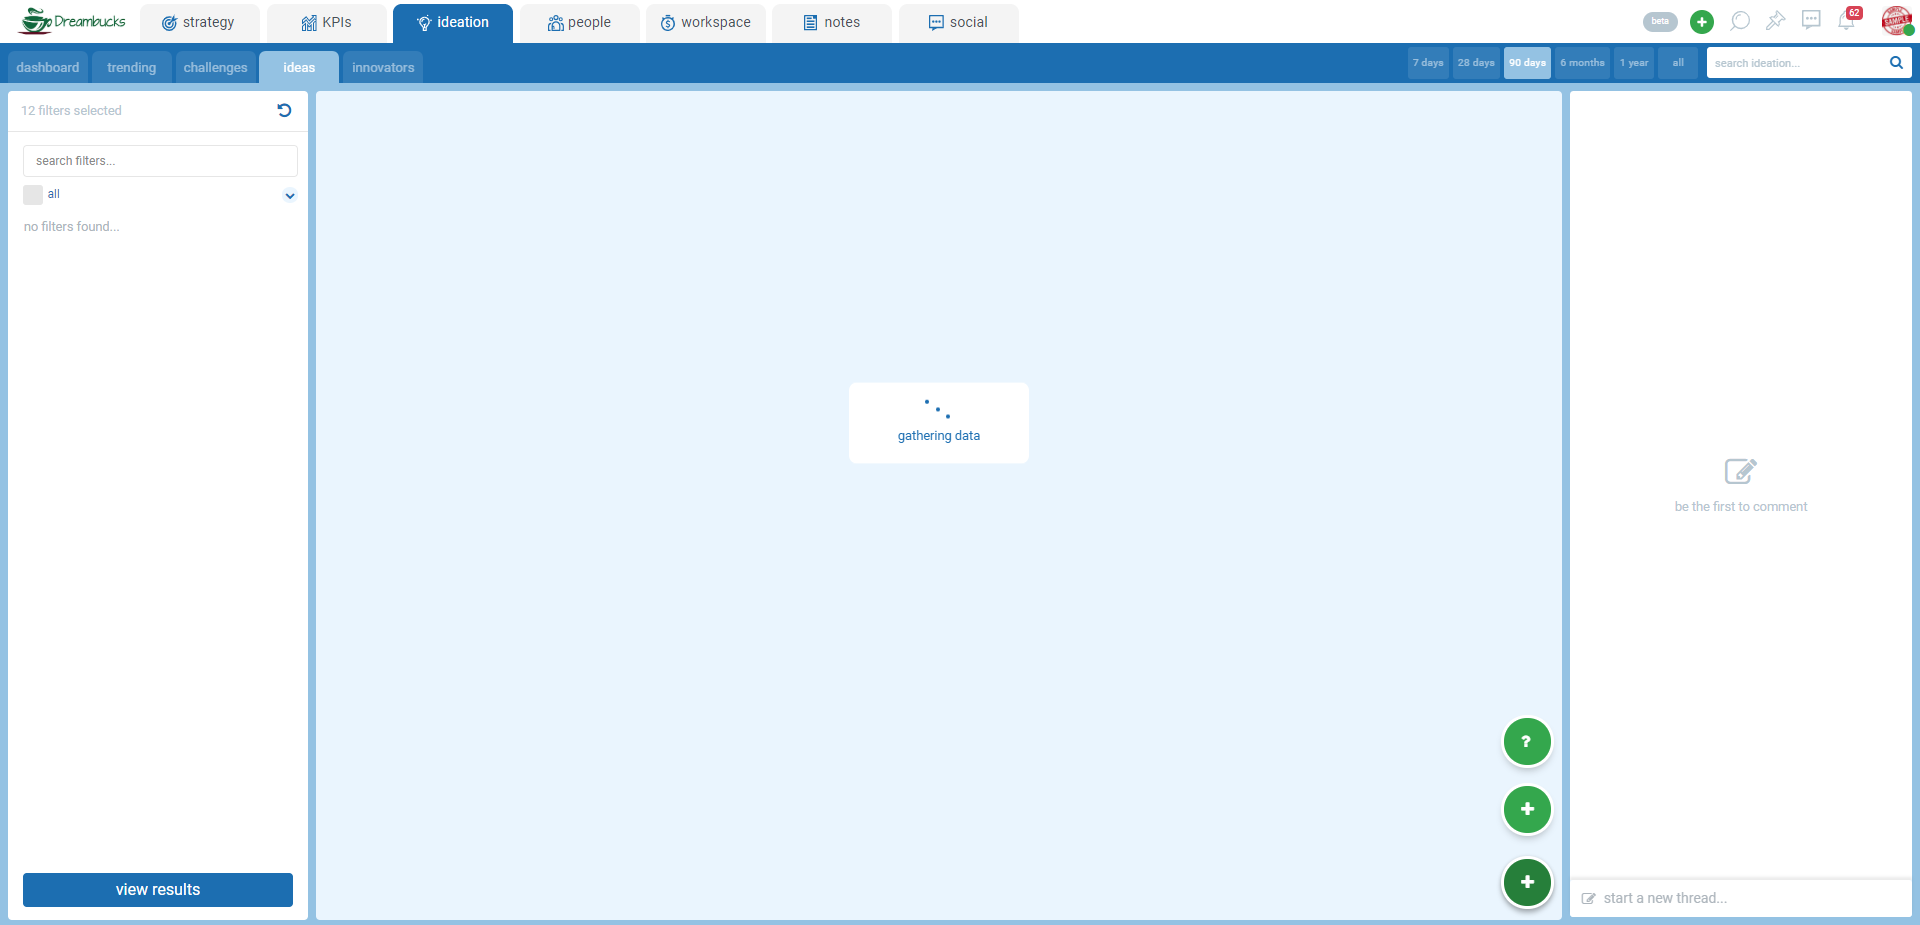 Dreambucks
strategy
KPIs
ideation
people
workspace
notes
social
beta
62
SAMPLE
dashboard
trending
challenges
ideas
innovators
7 days
28 days
90 days
6 months
1 year
all
search ideation...
12 filters selected
search filters...
all
no filters found...
view results
gathering data
be the first to comment
start a new thread...